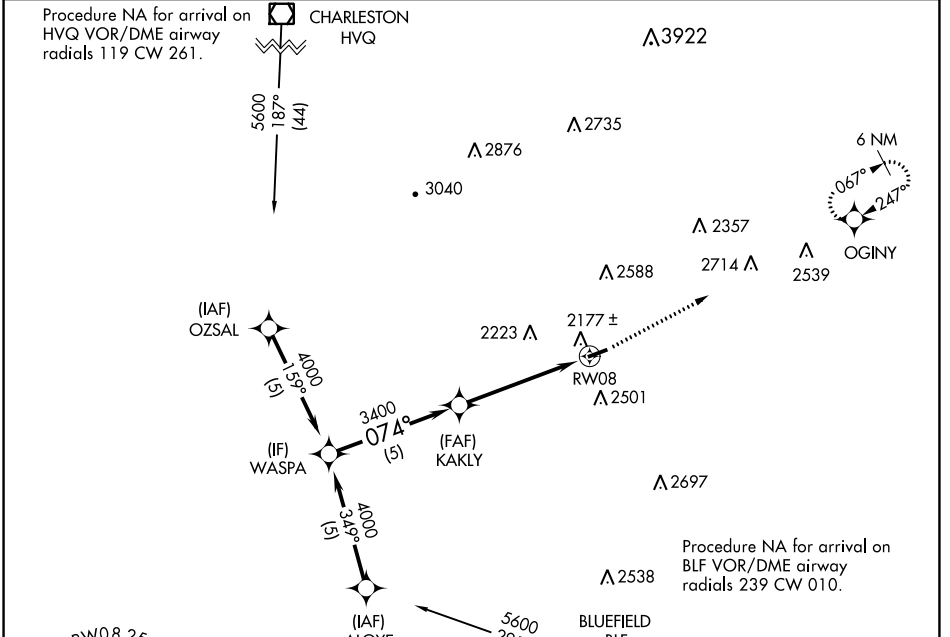 Procedure NA for arrival on
HVQ VOR/DME airway
radials 119 CW 261.
CHARLESTON
HVQ
3922
5600
187°
(44)
2735
2876
3040
6 NM
067°
247°
OGINY
2357
2714
2539
2588
(IAF)
OZSAL
2223
2177 ±
RW08
2501
4000
159°
(5)
3400
074°
(5)
(FAF)
KAKLY
(IF)
WASPA
4000
349°
(5)
2697
Procedure NA for arrival on
BLF VOR/DME airway
radials 239 CW 010.
2538
(IAF)
5600
BLUEFIELD